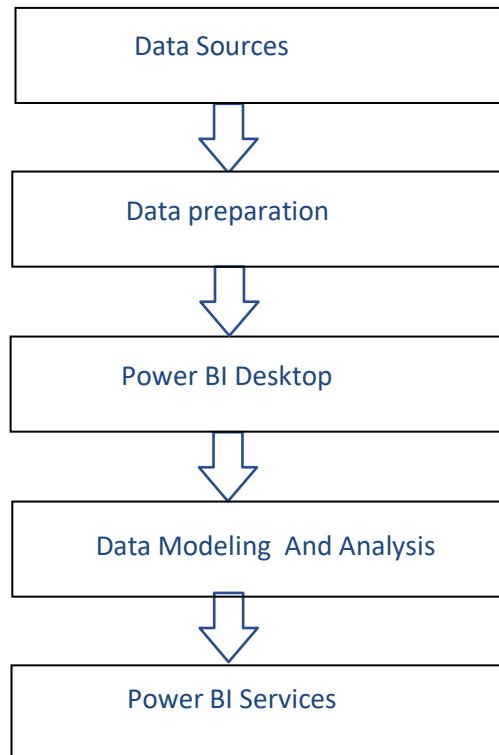 Data Sources
Data preparation
Power BI Desktop
Data Modeling  And Analysis
Power BI Services